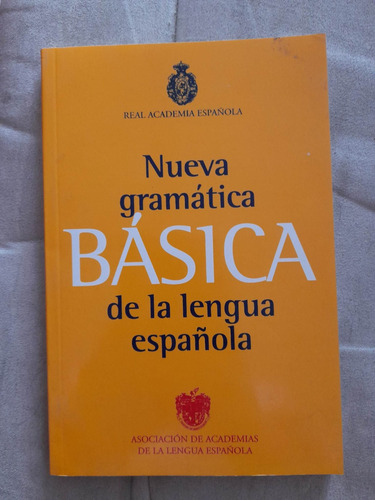 REAL ACADEMIA ESPAÑOLA
Nueva
gramática
BÁSICA
de la lengua
española
ASOCIACIÓN DE ACADEMIAS
DE LA LENGUA ESPAÑOLA